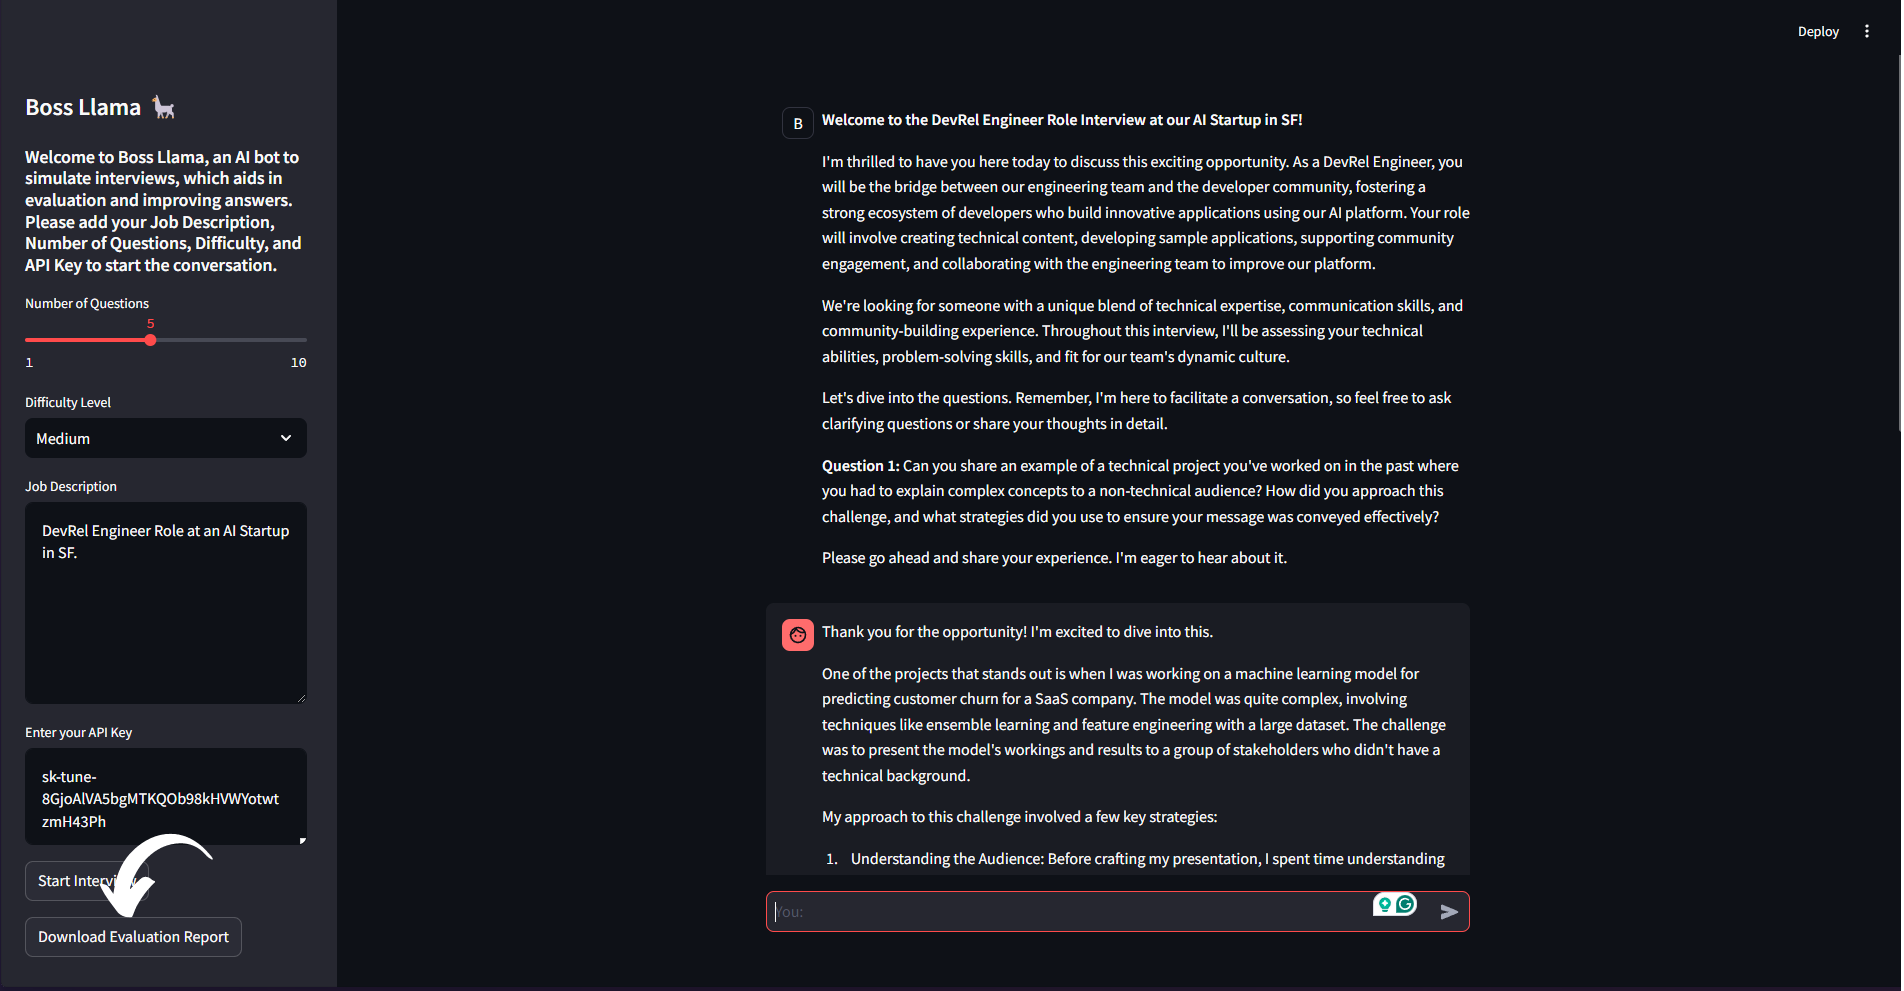 Deploy
Boss Llama
Welcome to Boss Llama, an AI bot to
simulate interviews, which aids in
evaluation and improving answers.
Please add your Job Description,
Number of Questions, Difficulty, and
API Key to start the conversation.
Number of Questions
5
1
10
Difficulty Level
Medium
Job Description
DevRel Engineer Role at an AI Startup
in SF.
Enter your API Key
sk-tune-
8GjoAlVA5bgMTKQOb98kHVWYotwt
zmH43Ph
Start Interview
Download Evaluation Report
B
Welcome to the DevRel Engineer Role Interview at our AI Startup in SF!
I'm thrilled to have you here today to discuss this exciting opportunity. As a DevRel Engineer, you
will be the bridge between our engineering team and the developer community, fostering a
strong ecosystem of developers who build innovative applications using our AI platform. Your role
will involve creating technical content, developing sample applications, supporting community
engagement, and collaborating with the engineering team to improve our platform.
We're looking for someone with a unique blend of technical expertise, communication skills, and
community-building experience. Throughout this interview, I'll be assessing your technical
abilities, problem-solving skills, and fit for our team's dynamic culture.
Let's dive into the questions. Remember, I'm here to facilitate a conversation, so feel free to ask
clarifying questions or share your thoughts in detail.
Question 1: Can you share an example of a technical project you've worked on in the past where
you had to explain complex concepts to a non-technical audience? How did you approach this
challenge, and what strategies did you use to ensure your message was conveyed effectively?
Please go ahead and share your experience. I'm eager to hear about it.
Thank you for the opportunity! I'm excited to dive into this.
One of the projects that stands out is when I was working on a machine learning model for
predicting customer churn for a SaaS company. The model was quite complex, involving
techniques like ensemble learning and feature engineering with a large dataset. The challenge
was to present the model's workings and results to a group of stakeholders who didn't have a
technical background.
My approach to this challenge involved a few key strategies:
1. Understanding the Audience: Before crafting my presentation, I spent time understanding
You: